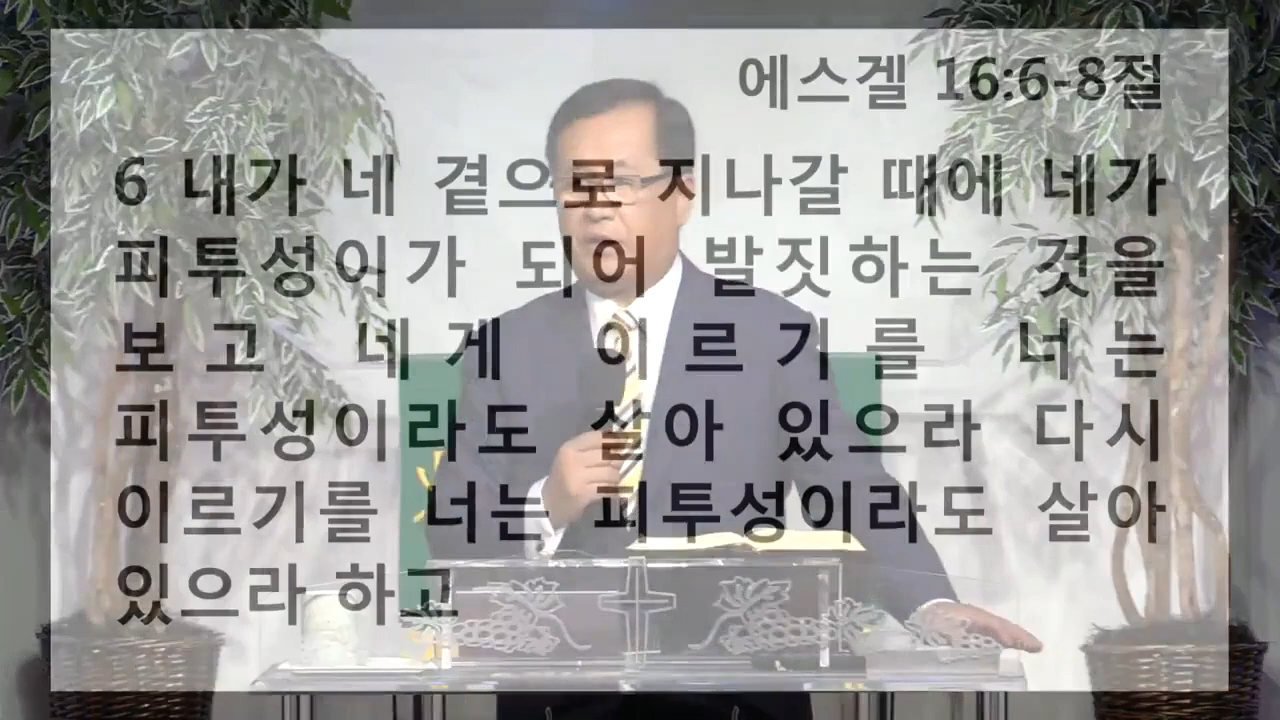 에스겔 16:6-8절
6 내가 네 곁으로 지나갈 때에 네가
피투성이가 되어 발짓하는 것을
보고 네게 이르기를 너는
피투성이라도 살아 있으라 다시
이르기를 너는 피투성이라도 살아
있으라 하고